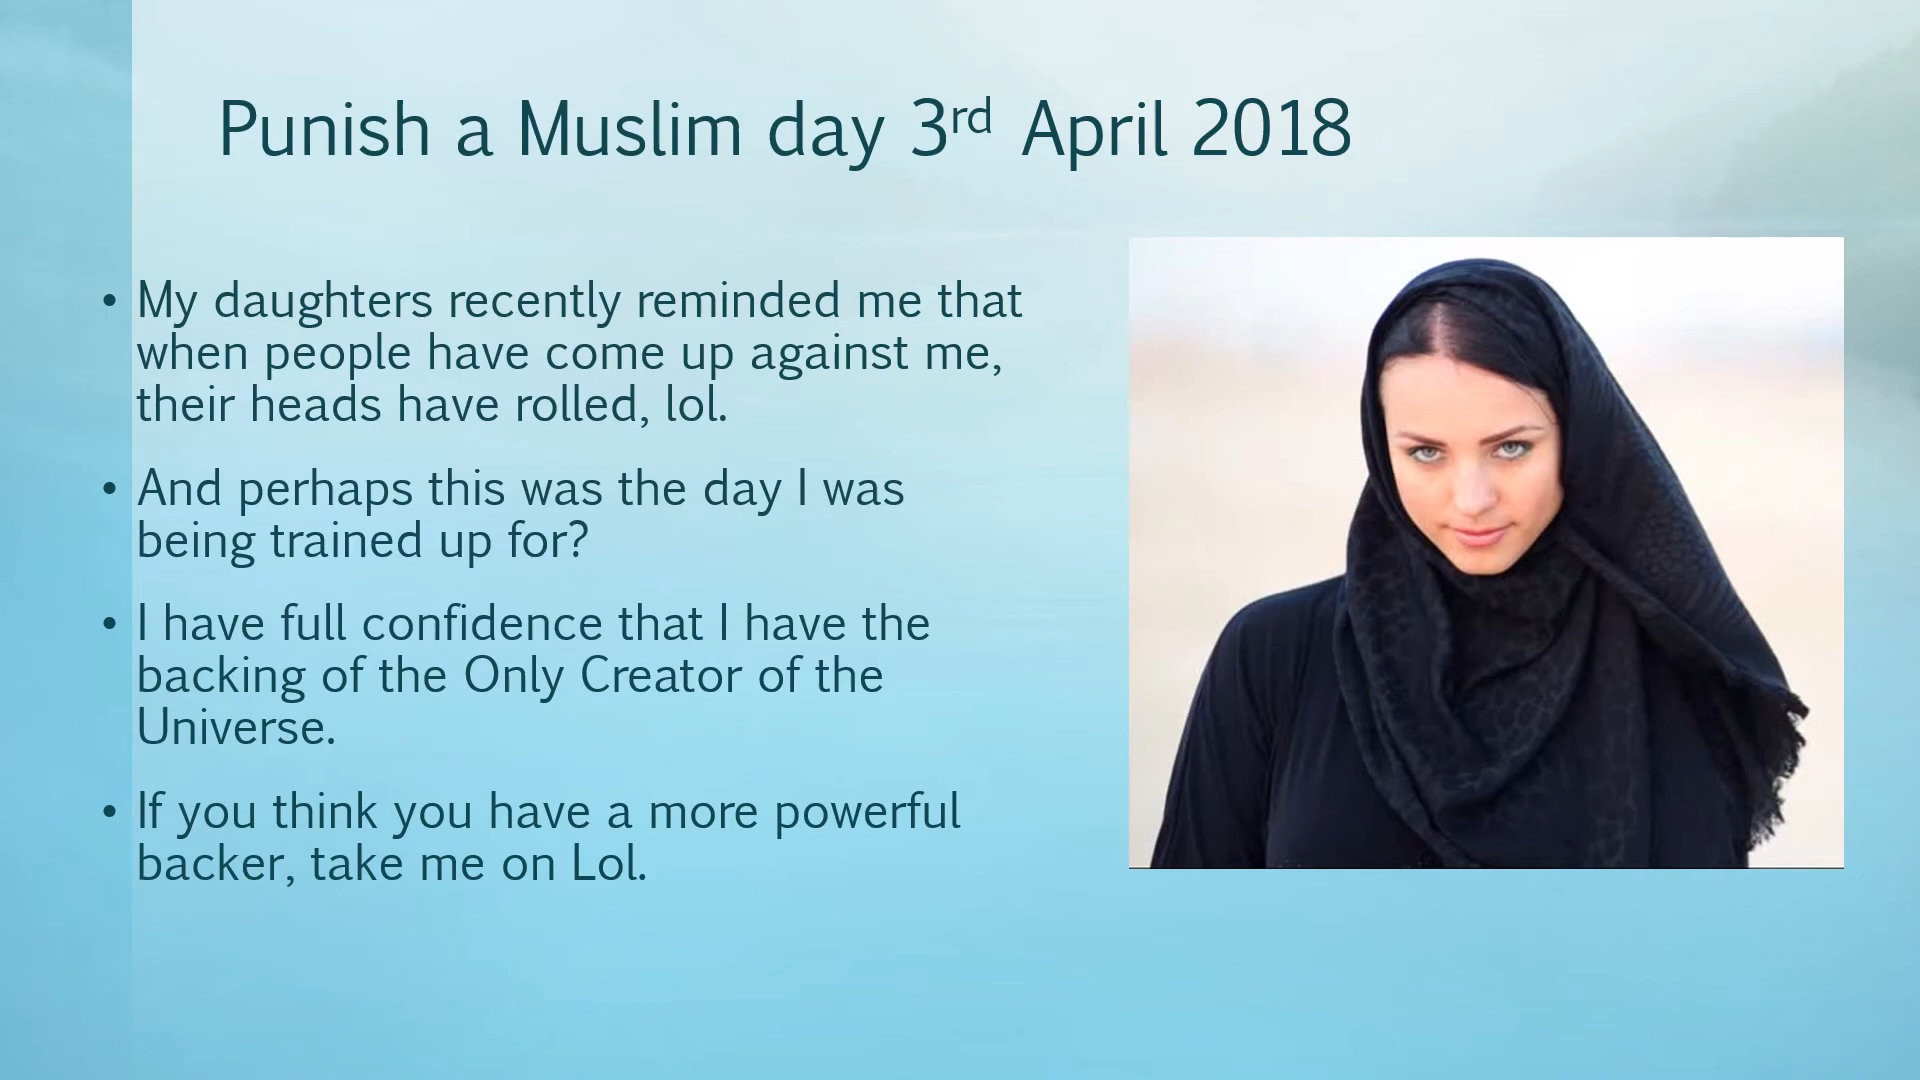 Punish a Muslim day 3rd April 2018
• My daughters recently reminded me that
when people have come up against me,
their heads have rolled, lol.
• And perhaps this was the day I was
being trained up for?
• I have full confidence that I have the
backing of the Only Creator of the
Universe.
• If you think you have a more powerful
backer, take me on Lol.